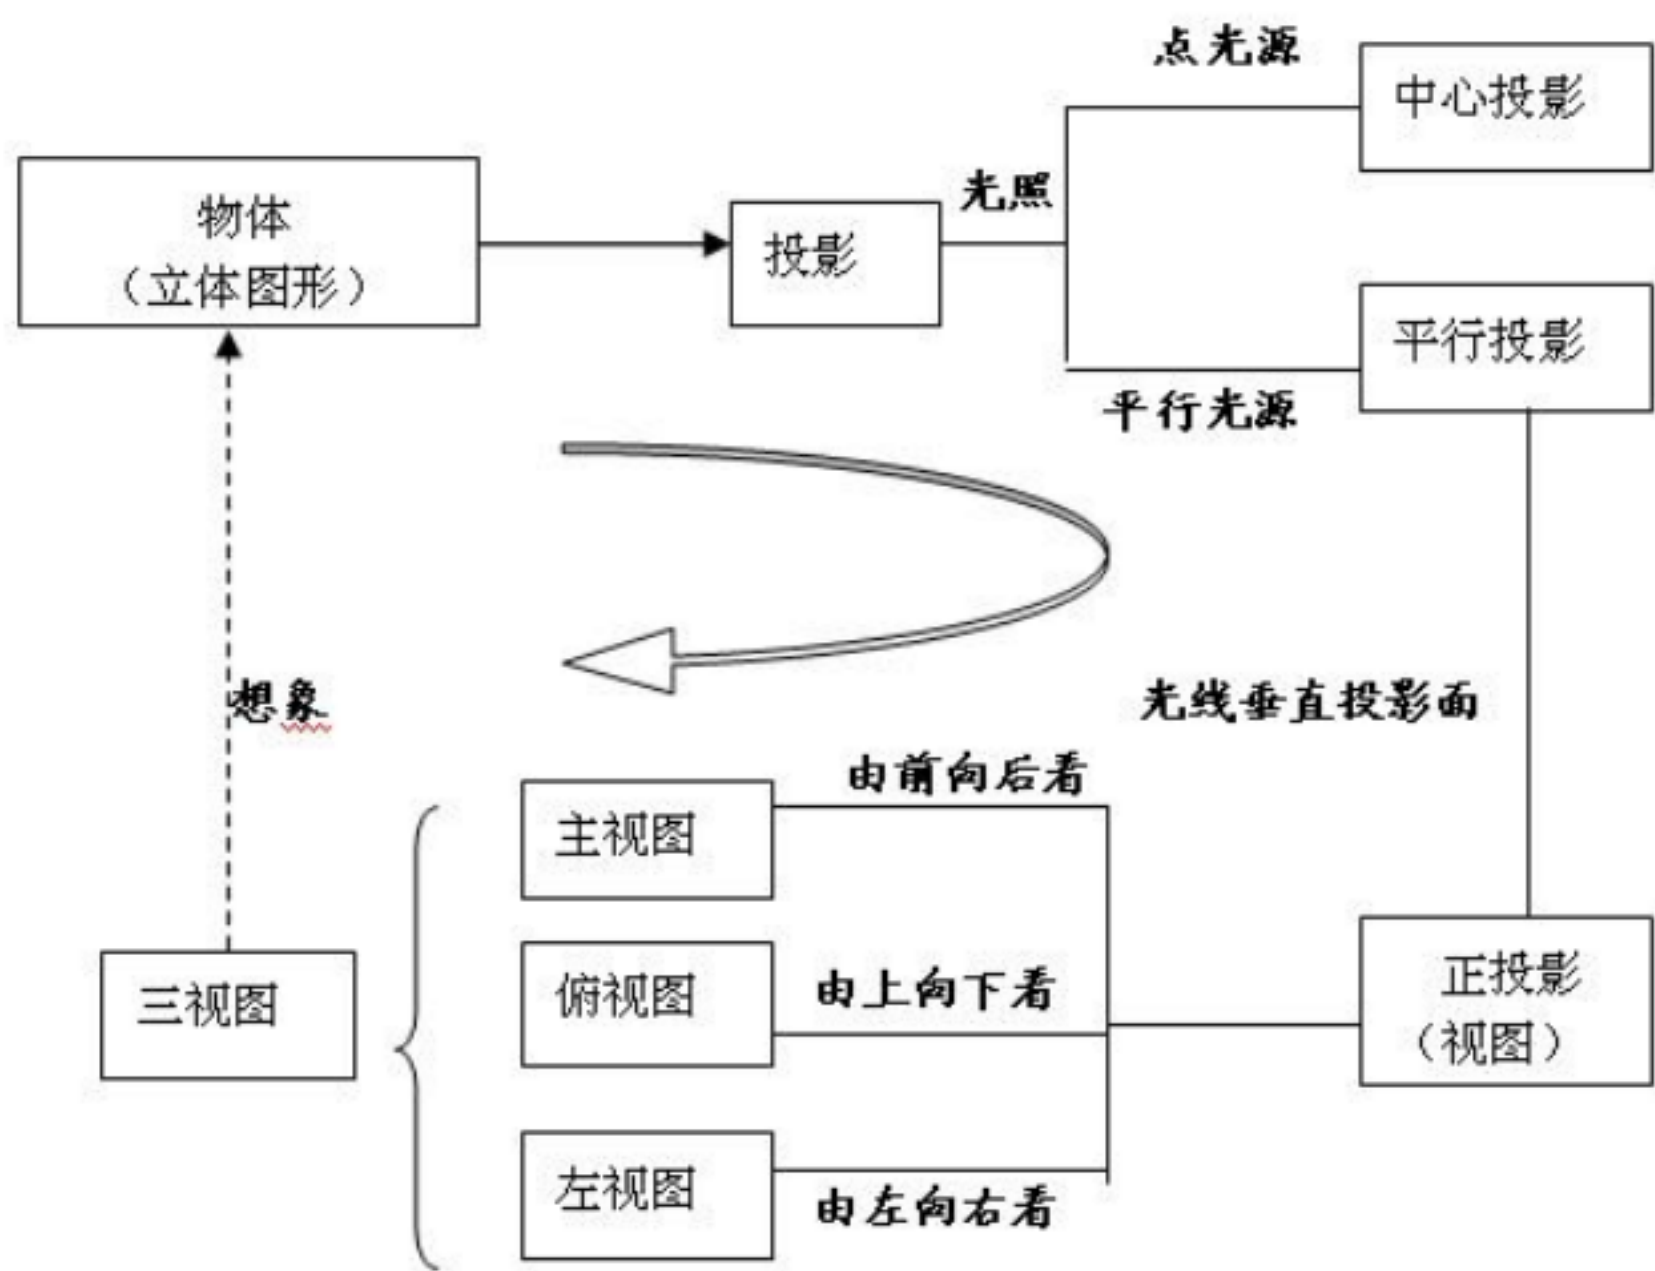 点光源
中心投影
物体
（立体图形）
光照
投影
平行投影
平行光源
想象
光线垂直投影面
由前向后看
主视图
三视图
俯视图
由上向下看
正投影
（视图）
左视图
由左向右看